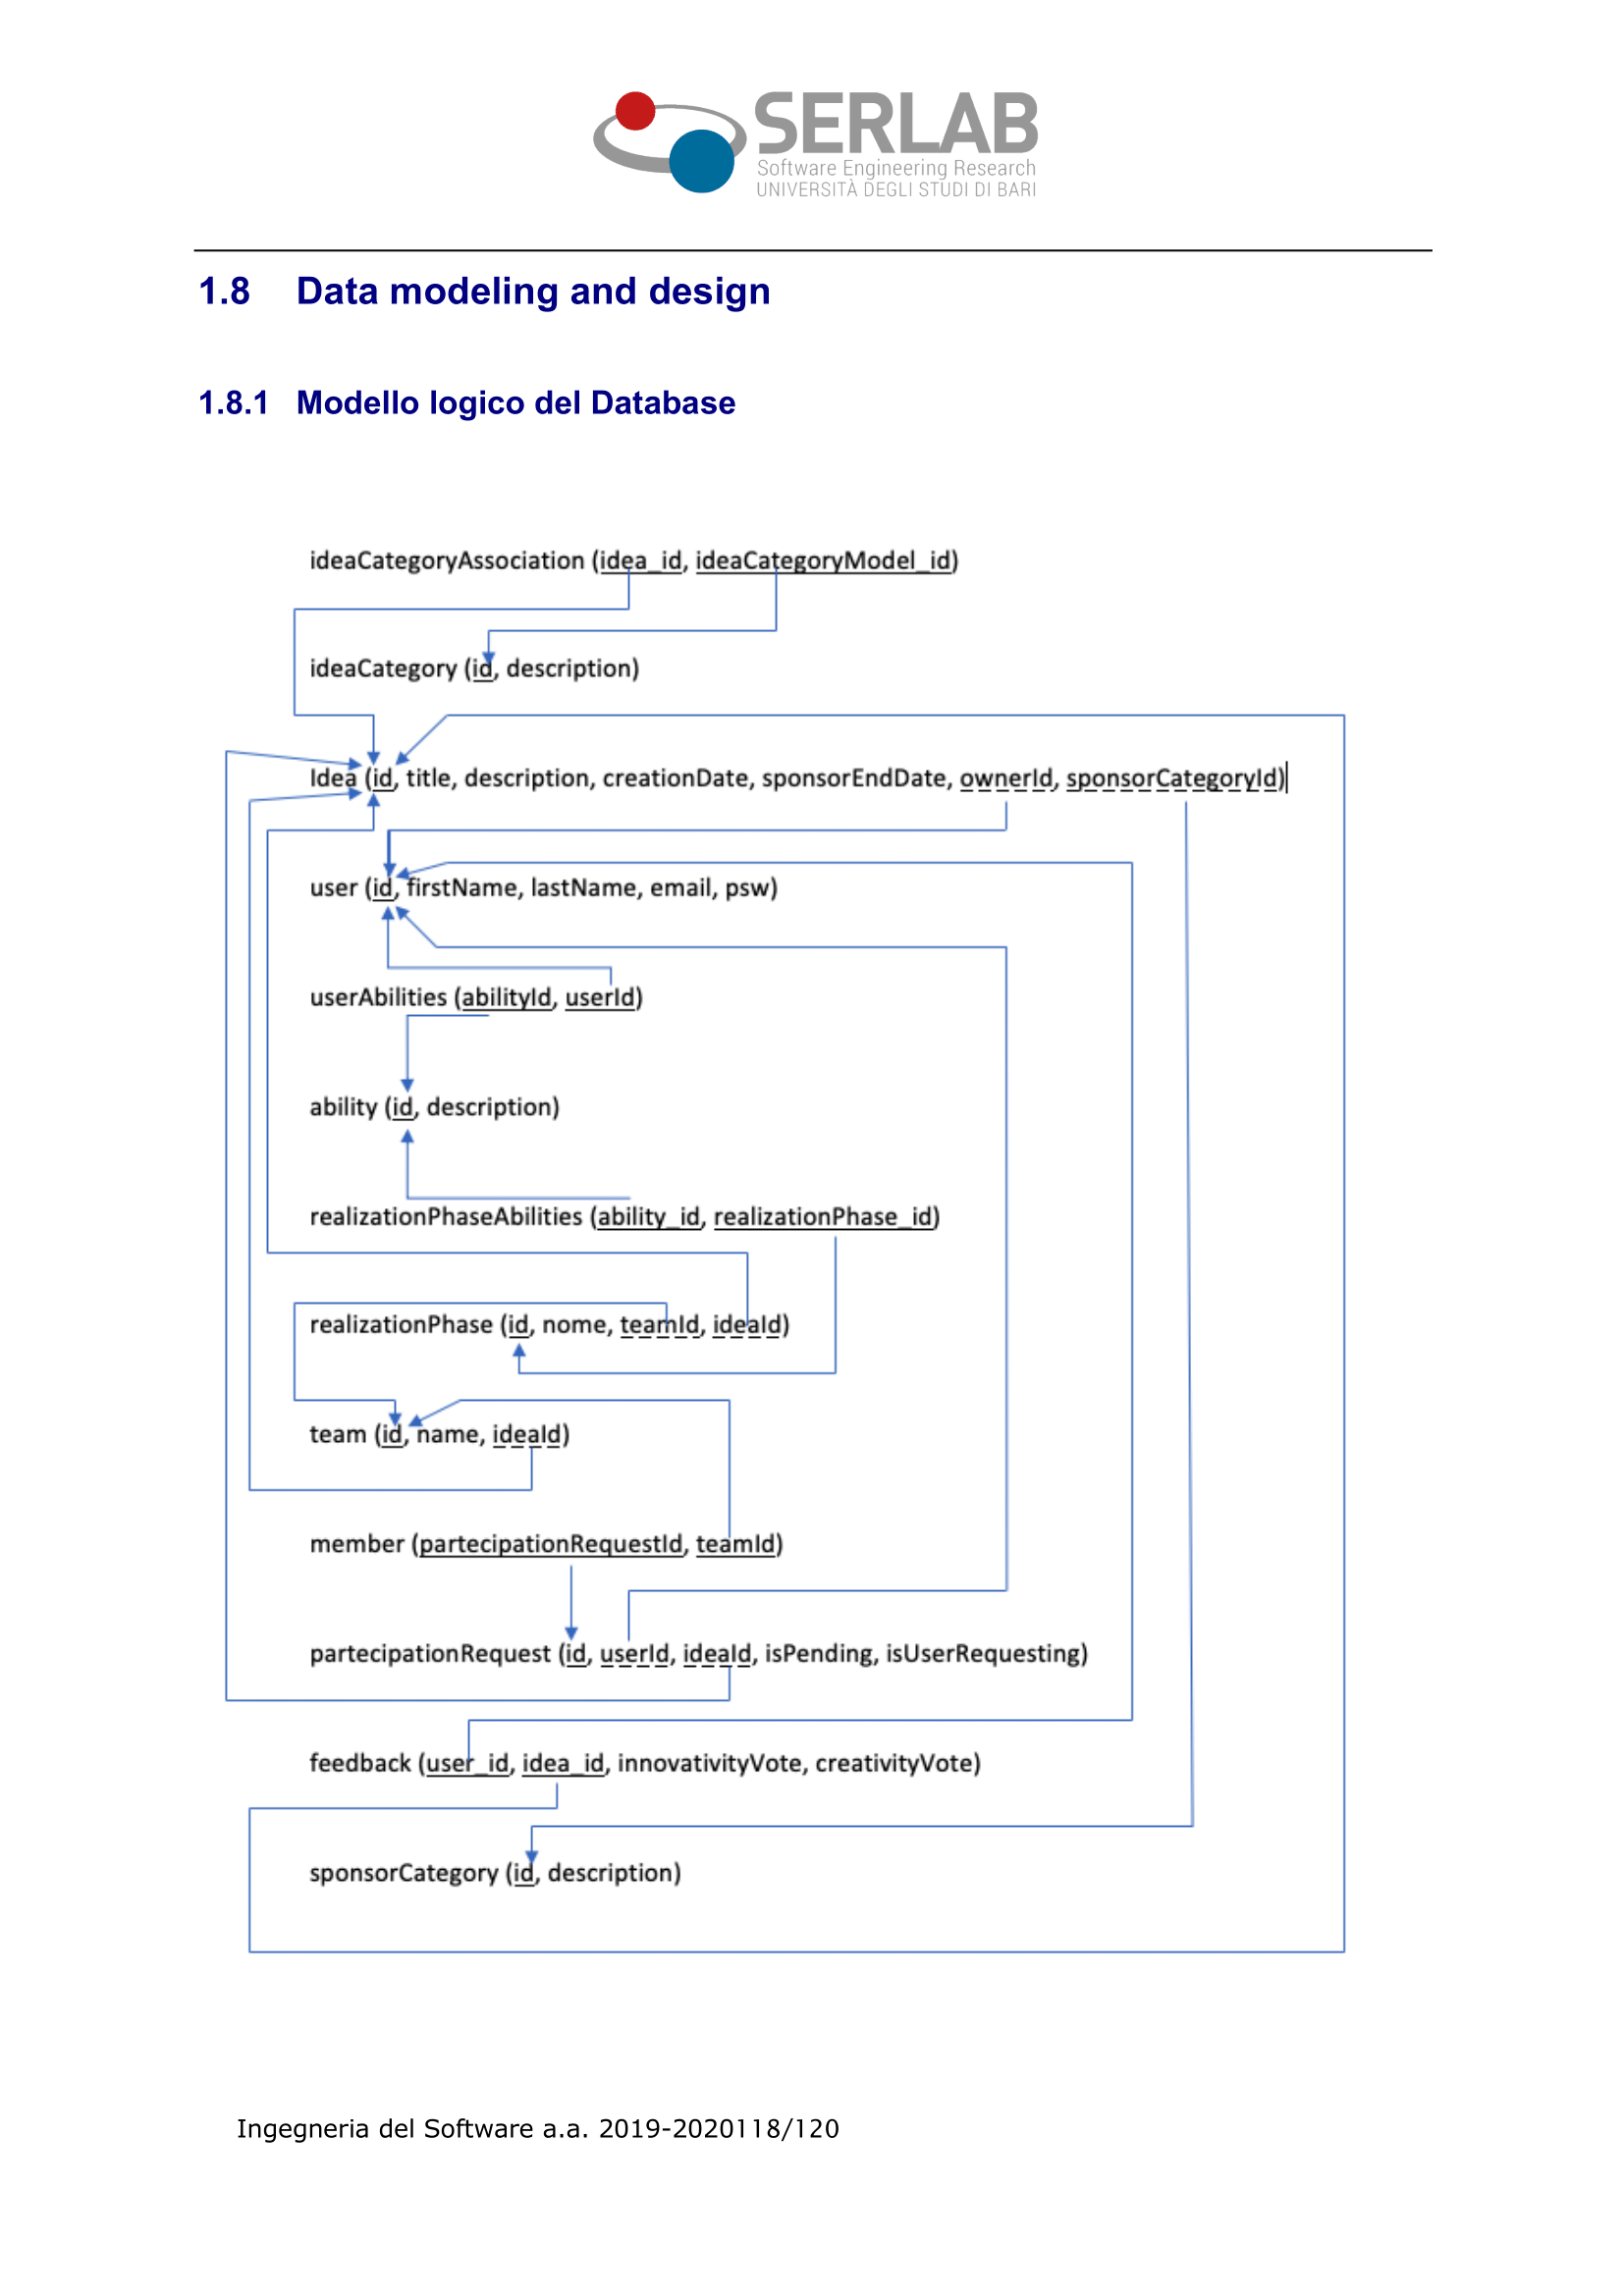 SERLAB
Software Engineering Research
UNIVERSITÀ DEGLI STUDI DI BARI
1.8 Data modeling and design
1.8.1 Modello logico del Database
ideaCategoryAssociation (idea_id, ideaCategoryModel_id)
ideaCategory (id, description)
Idea (id, title, description, creationDate, sponsorEndDate, ownerId, sponsorCategoryId)
user (id, firstName, lastName, email, psw)
userAbilities (abilityId, userId)
ability (id, description)
realizationPhaseAbilities (ability_id, realizationPhase_id)
realizationPhase (id, nome, teamId, ideaId)
team (id, name, ideaId)
member (partecipationRequestId, teamId)
partecipationRequest (id, userId, ideaId, isPending, isUserRequesting)
feedback (user_id, idea_id, innovativityVote, creativityVote)
sponsorCategory (id, description)
Ingegneria del Software a.a. 2019-2020118/120